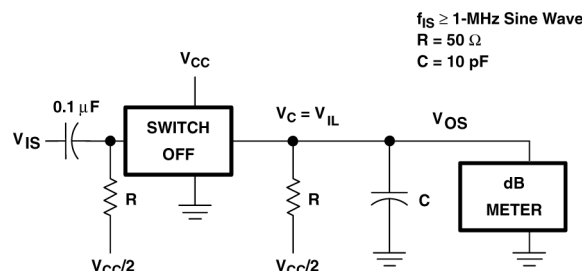 f_IS ≥ 1-MHz Sine Wave
R = 50 Ω
C = 10 pF
V_CC
0.1 μF
V_IS
SWITCH
OFF
V_C = V_IL
V_OS
R
R
C
dB
METER
V_CC/2
V_CC/2